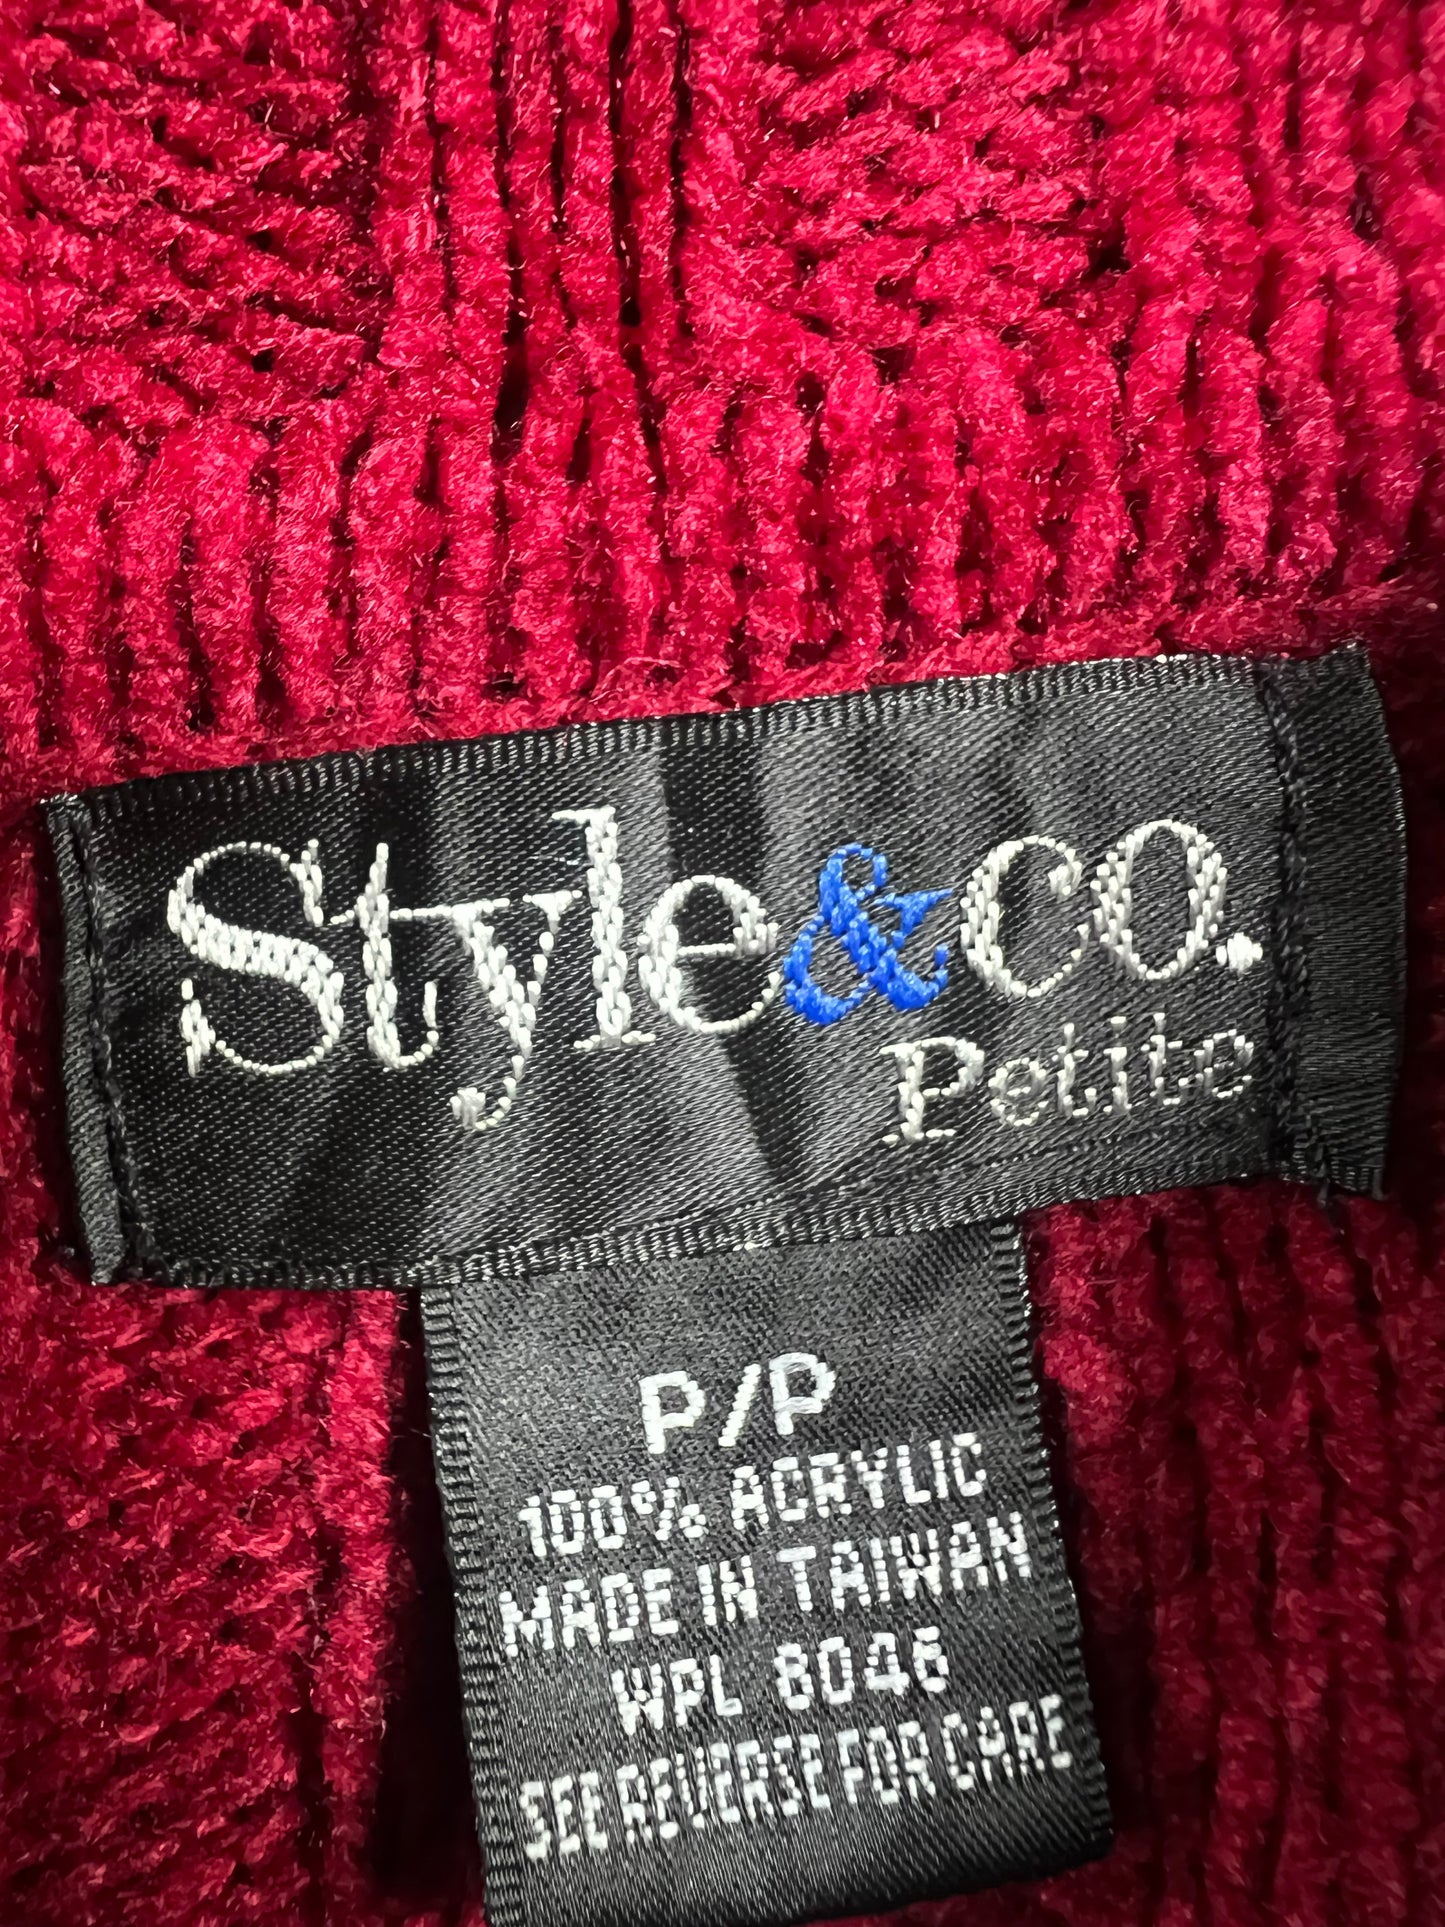 Style&co.
Petite
P/P
100% ACRYLIC
MADE IN TAIWAN
WPL 8046
SEE REVERSE FOR CARE